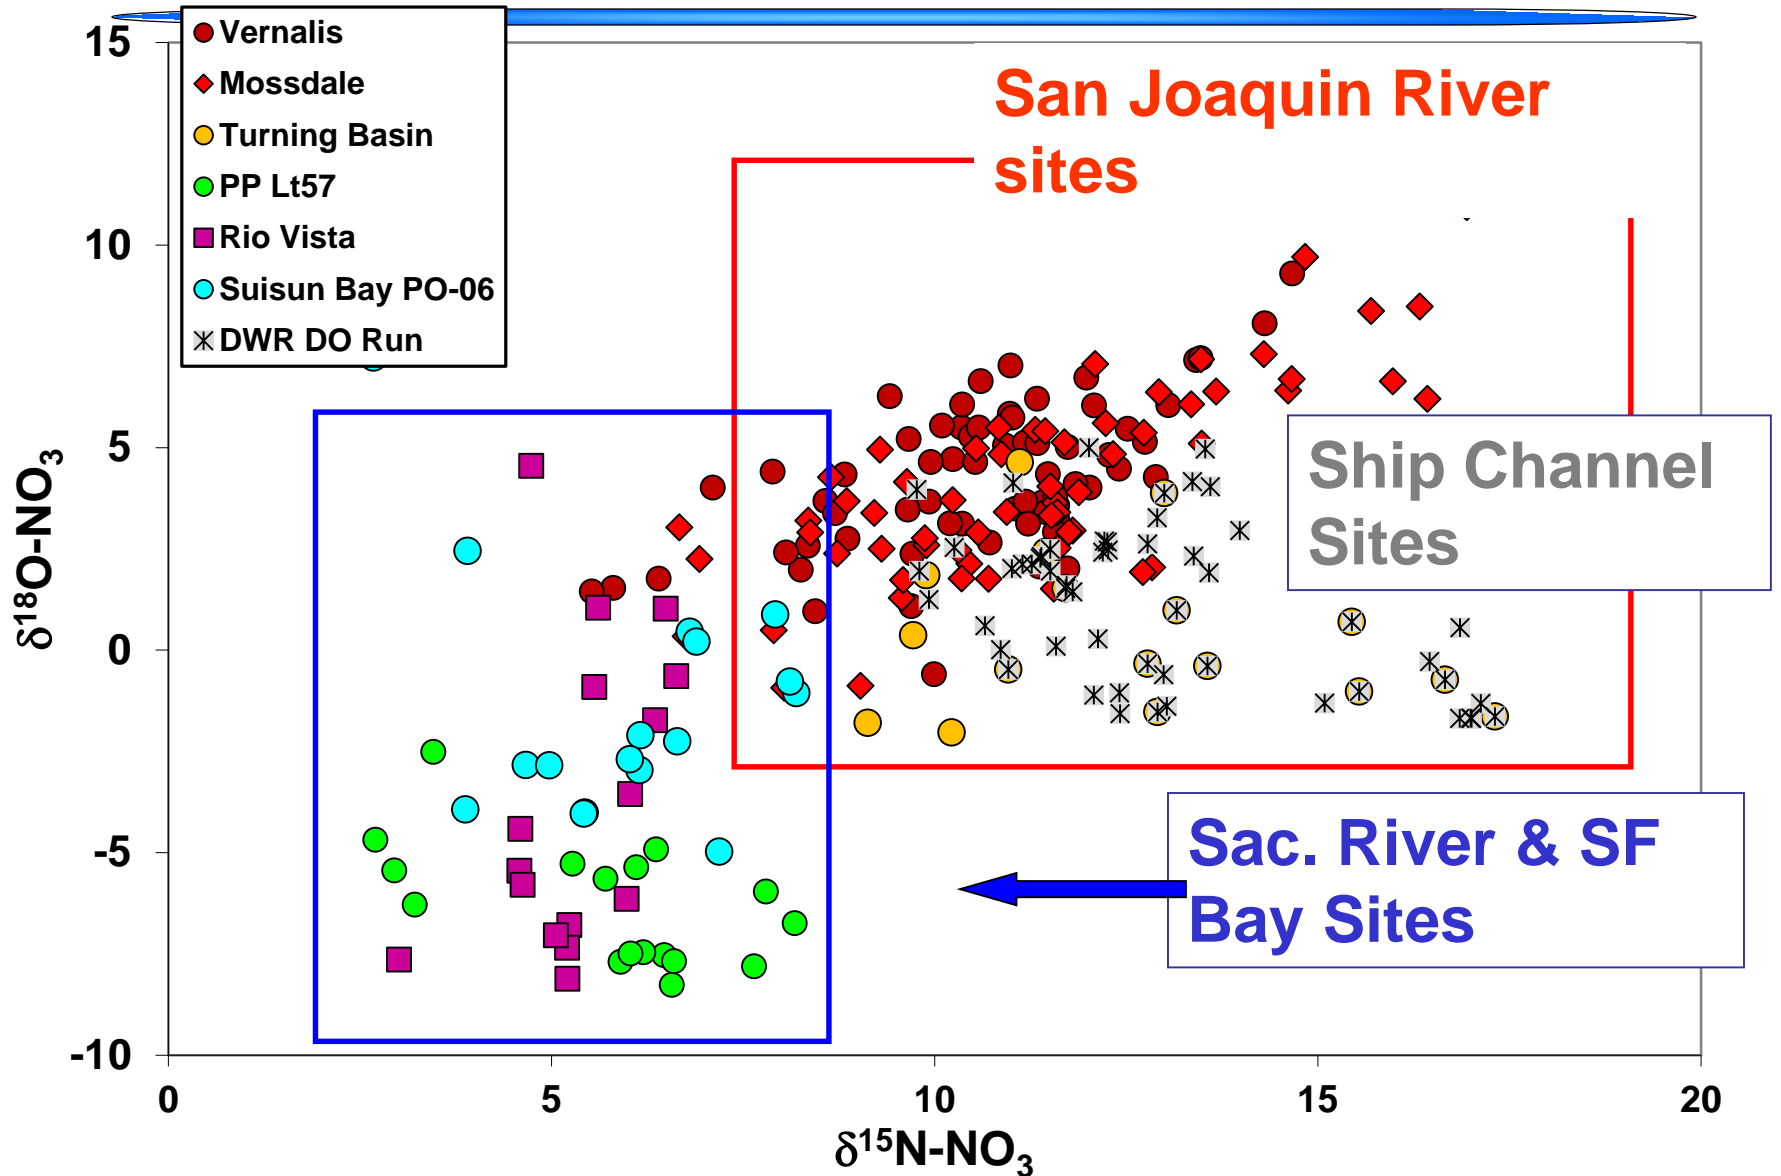 Vernalis
Mossdale
Turning Basin
PP Lt57
Rio Vista
Suisun Bay PO-06
DWR DO Run
San Joaquin River
sites
Ship Channel
Sites
Sac. River & SF
Bay Sites
15
10
5
0
-5
-10
δ¹⁸O-NO₃
0 5 10 15 20
δ¹⁵N-NO₃